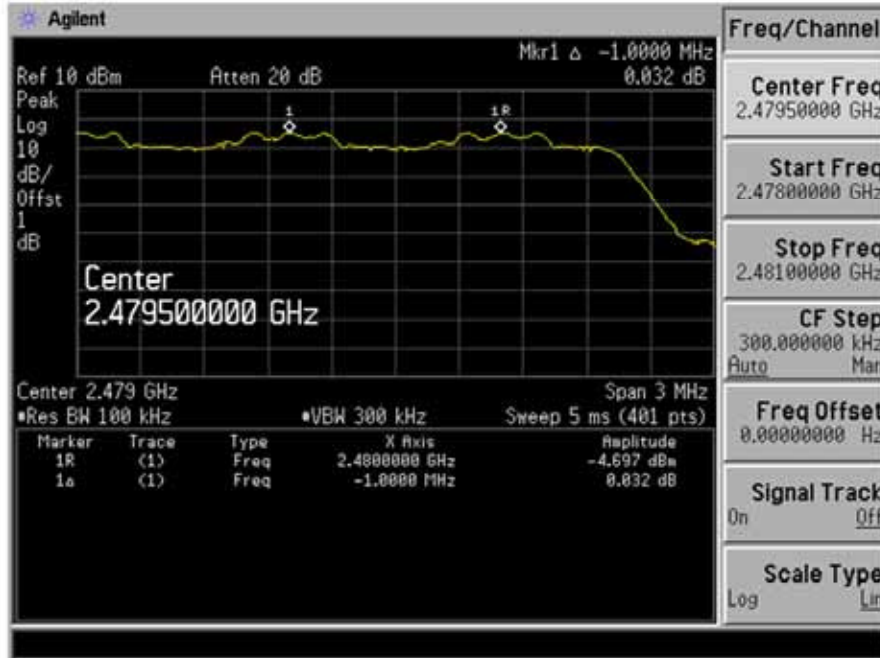 Agilent
Freq/Channel
Mkr1 Δ -1.0000 MHz
Ref 10 dBm Atten 20 dB 0.032 dB
Peak
Log
10
dB/
Offst
1
dB
1
1R
Center
2.479500000 GHz
Center 2.479 GHz Span 3 MHz
*Res BW 100 kHz *VBW 300 kHz Sweep 5 ms (401 pts)
Marker Trace Type X Axis Amplitude
1R (1) Freq 2.4800000 GHz -4.697 dBm
1Δ (1) Freq -1.0000 MHz 0.032 dB
Center Freq
2.47950000 GHz
Start Freq
2.47800000 GHz
Stop Freq
2.48100000 GHz
CF Step
300.000000 kHz
Auto Man
Freq Offset
0.00000000 Hz
Signal Track
On Off
Scale Type
Log Lin